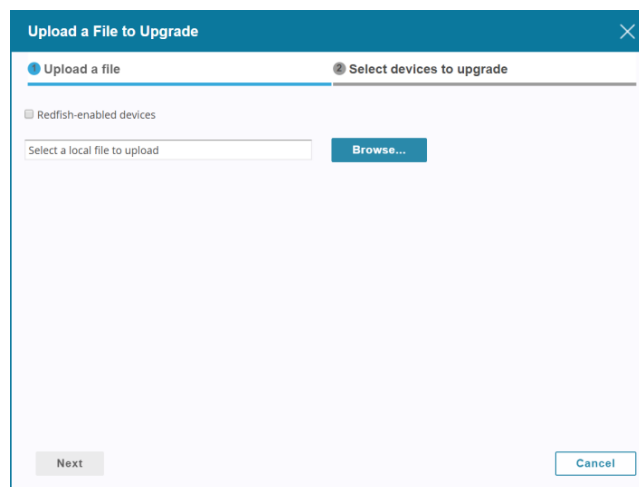 Upload a File to Upgrade
1 Upload a file
2 Select devices to upgrade
Redfish-enabled devices
Select a local file to upload
Browse...
Next
Cancel